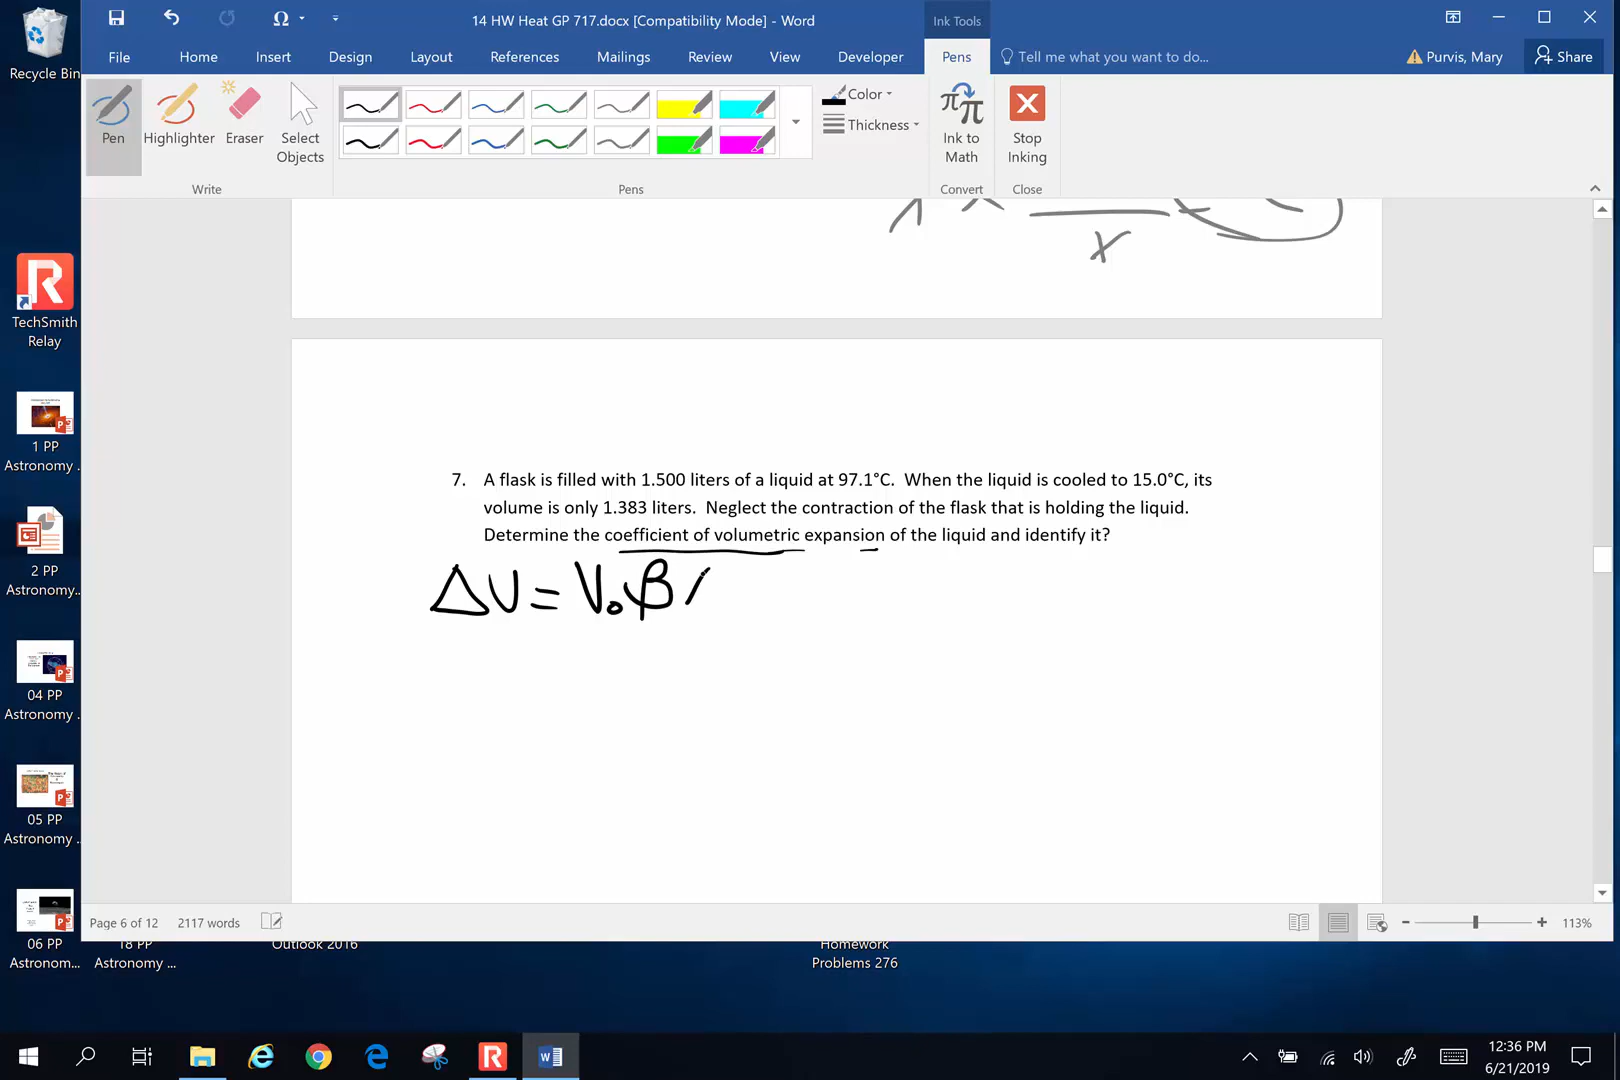 Recycle Bin
TechSmith Relay
1 PP Astronomy .
2 PP Astronomy .
04 PP Astronomy .
05 PP Astronomy ..
06 PP Astronom...
18 PP Astronomy ...
Outlook 2016
Homework Problems 276
14 HW Heat GP 717.docx [Compatibility Mode] - Word
Ink Tools
File Home Insert Design Layout References Mailings Review View Developer Pens Tell me what you want to do... Purvis, Mary Share
Pen Highlighter Eraser Select Objects
Color
Thickness
Ink to Math
Stop Inking
Write Pens Convert Close
x
7. A flask is filled with 1.500 liters of a liquid at 97.1°C. When the liquid is cooled to 15.0°C, its
volume is only 1.383 liters. Neglect the contraction of the flask that is holding the liquid.
Determine the coefficient of volumetric expansion of the liquid and identify it?
ΔV = V₀β
Page 6 of 12 2117 words 113%
12:36 PM
6/21/2019